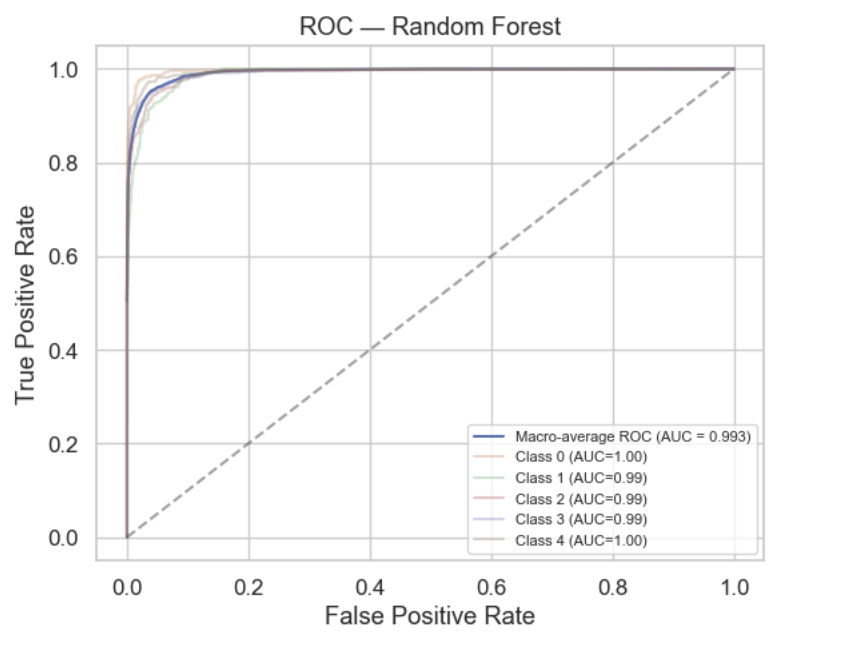 ROC — Random Forest
True Positive Rate
1.0
0.8
0.6
0.4
0.2
0.0
Macro-average ROC (AUC = 0.993)
Class 0 (AUC=1.00)
Class 1 (AUC=0.99)
Class 2 (AUC=0.99)
Class 3 (AUC=0.99)
Class 4 (AUC=1.00)
0.0 0.2 0.4 0.6 0.8 1.0
False Positive Rate